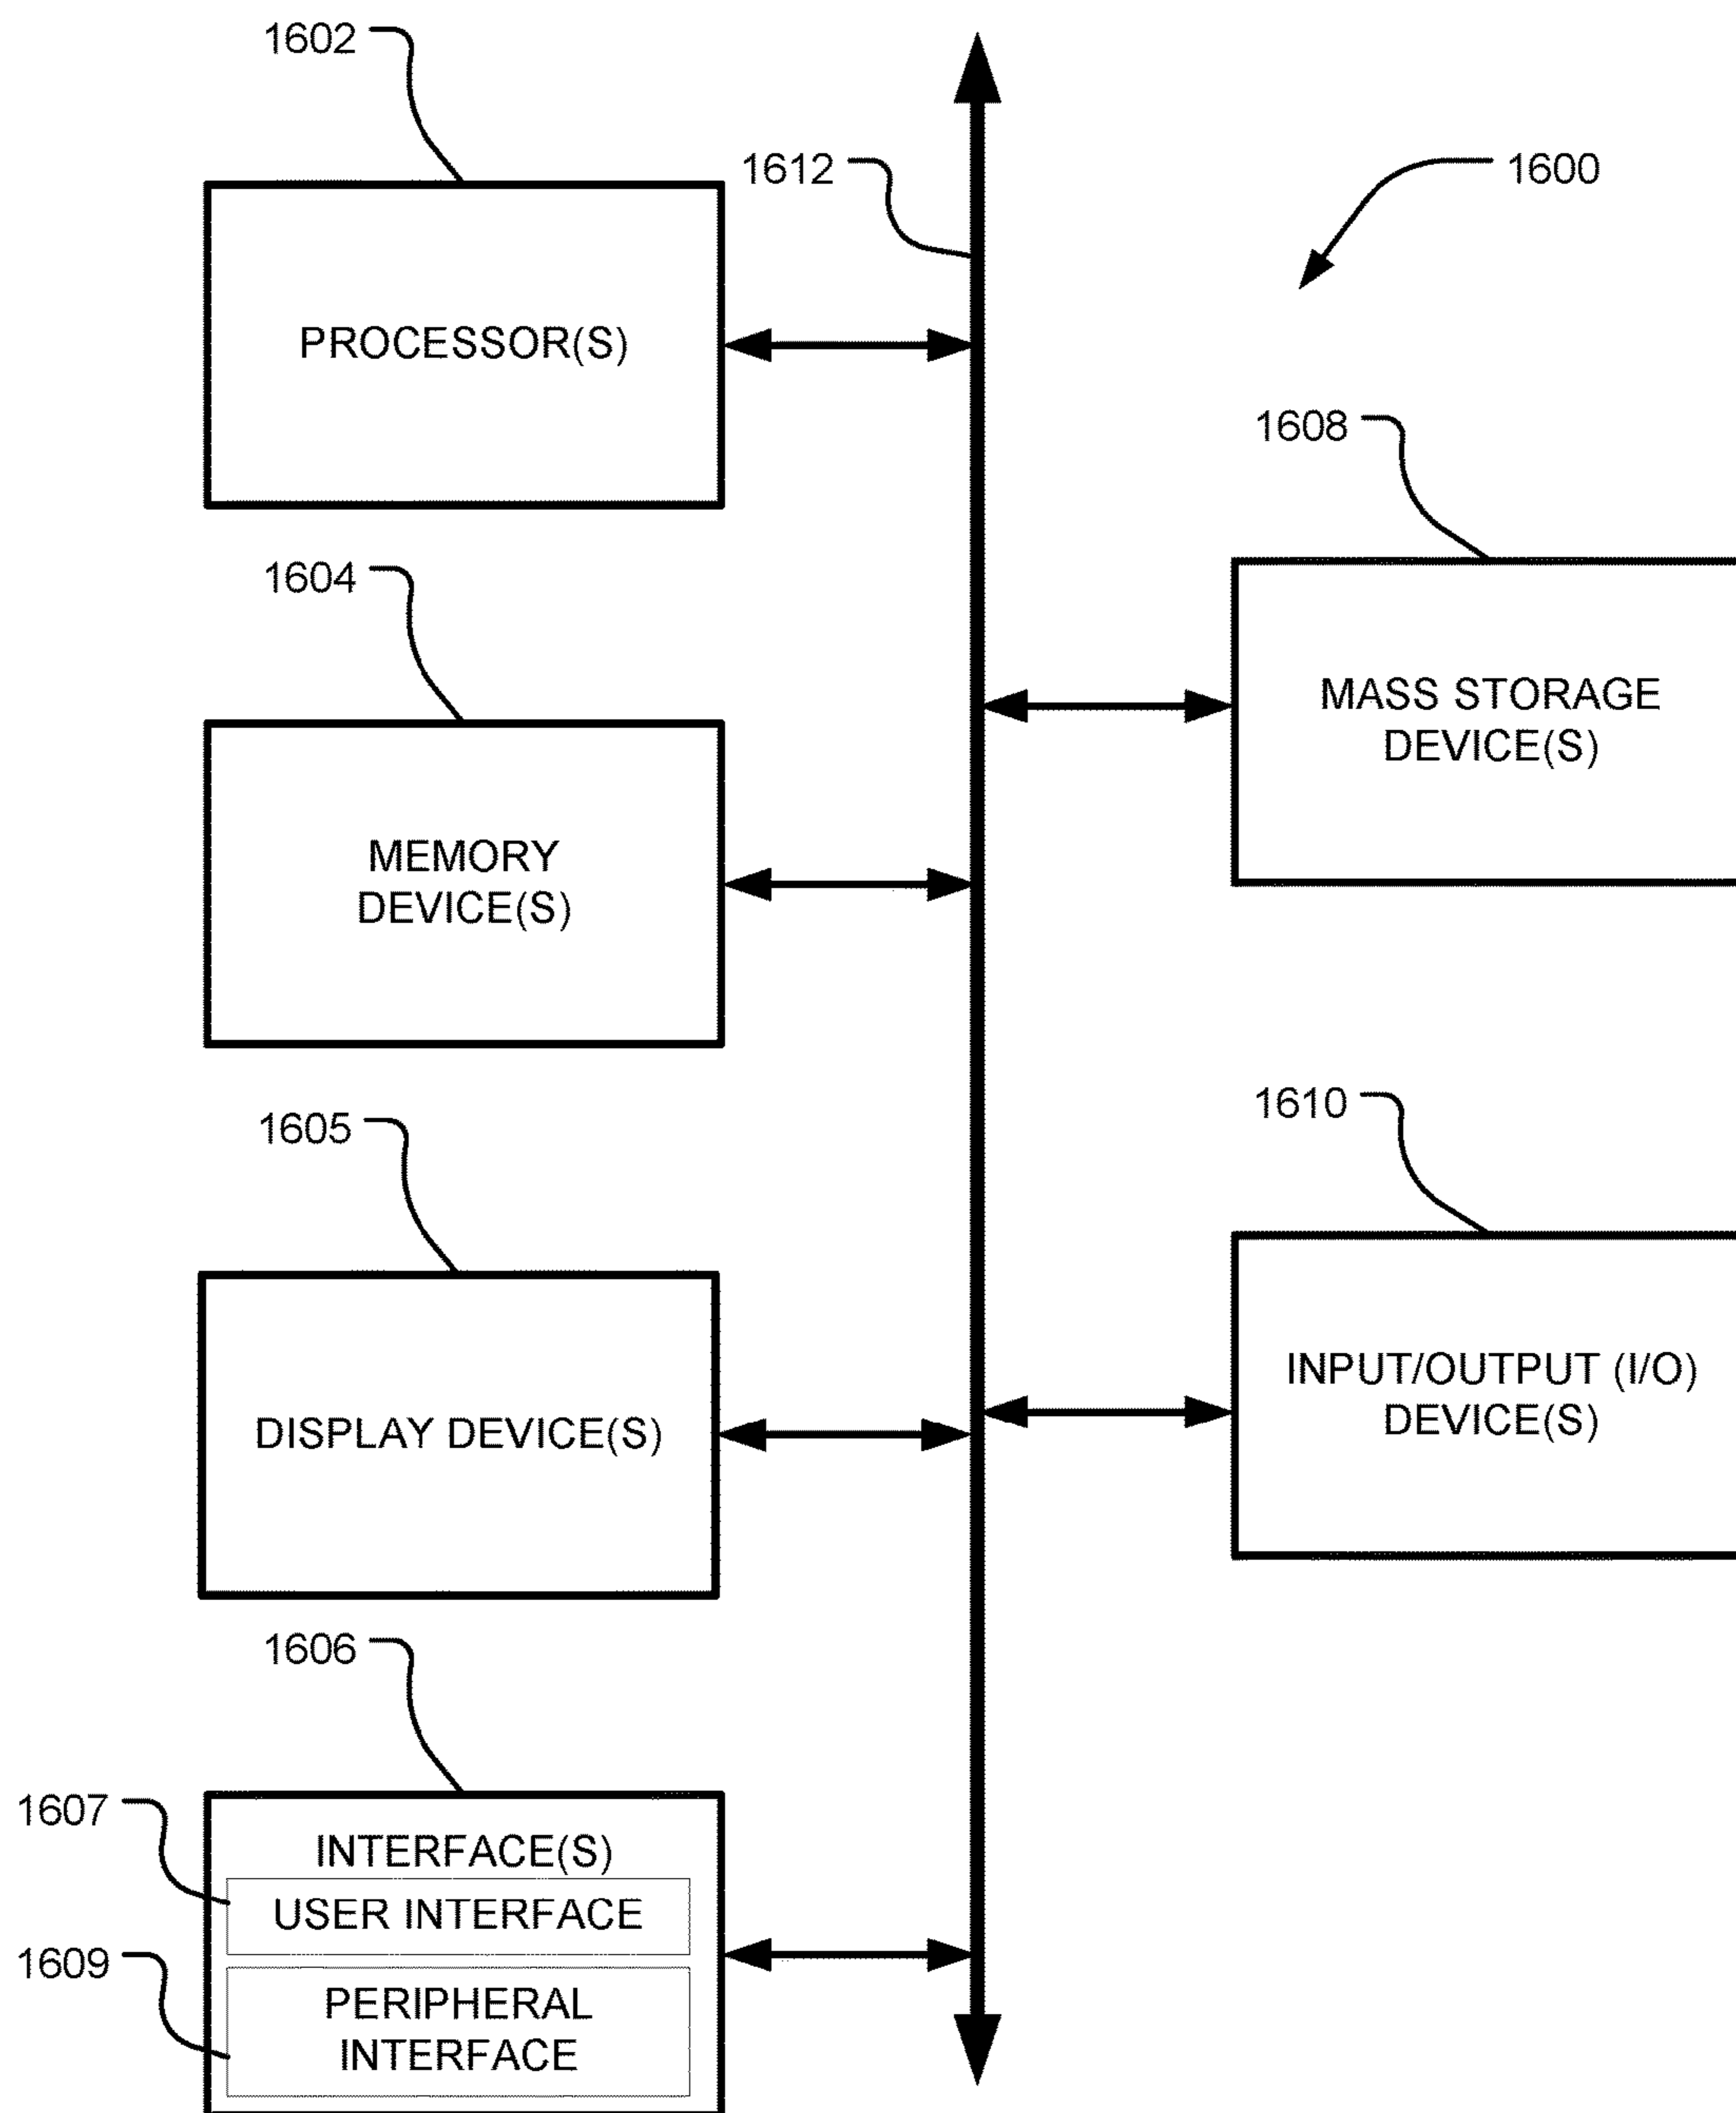 1602
1612
1600
PROCESSOR(S)
1608
1604
MASS STORAGE
DEVICE(S)
MEMORY
DEVICE(S)
1605
1610
DISPLAY DEVICE(S)
INPUT/OUTPUT (I/O)
DEVICE(S)
1606
1607
INTERFACE(S)
USER INTERFACE
1609
PERIPHERAL
INTERFACE